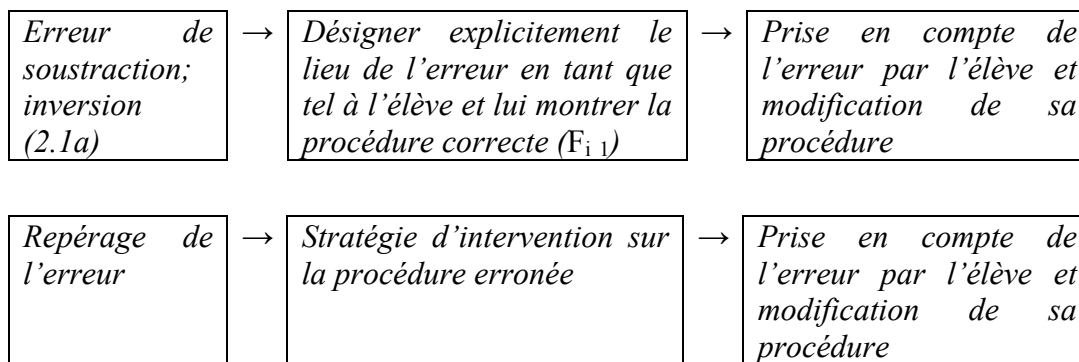 Erreur de
soustraction;
inversion
(2.1a)
→
Désigner explicitement le
lieu de l'erreur en tant que
tel à l'élève et lui montrer la
procédure correcte (Fi 1)
→
Prise en compte de
l'erreur par l'élève et
modification de sa
procédure
Repérage de
l'erreur
→
Stratégie d'intervention sur
la procédure erronée
→
Prise en compte de
l'erreur par l'élève et
modification de sa
procédure